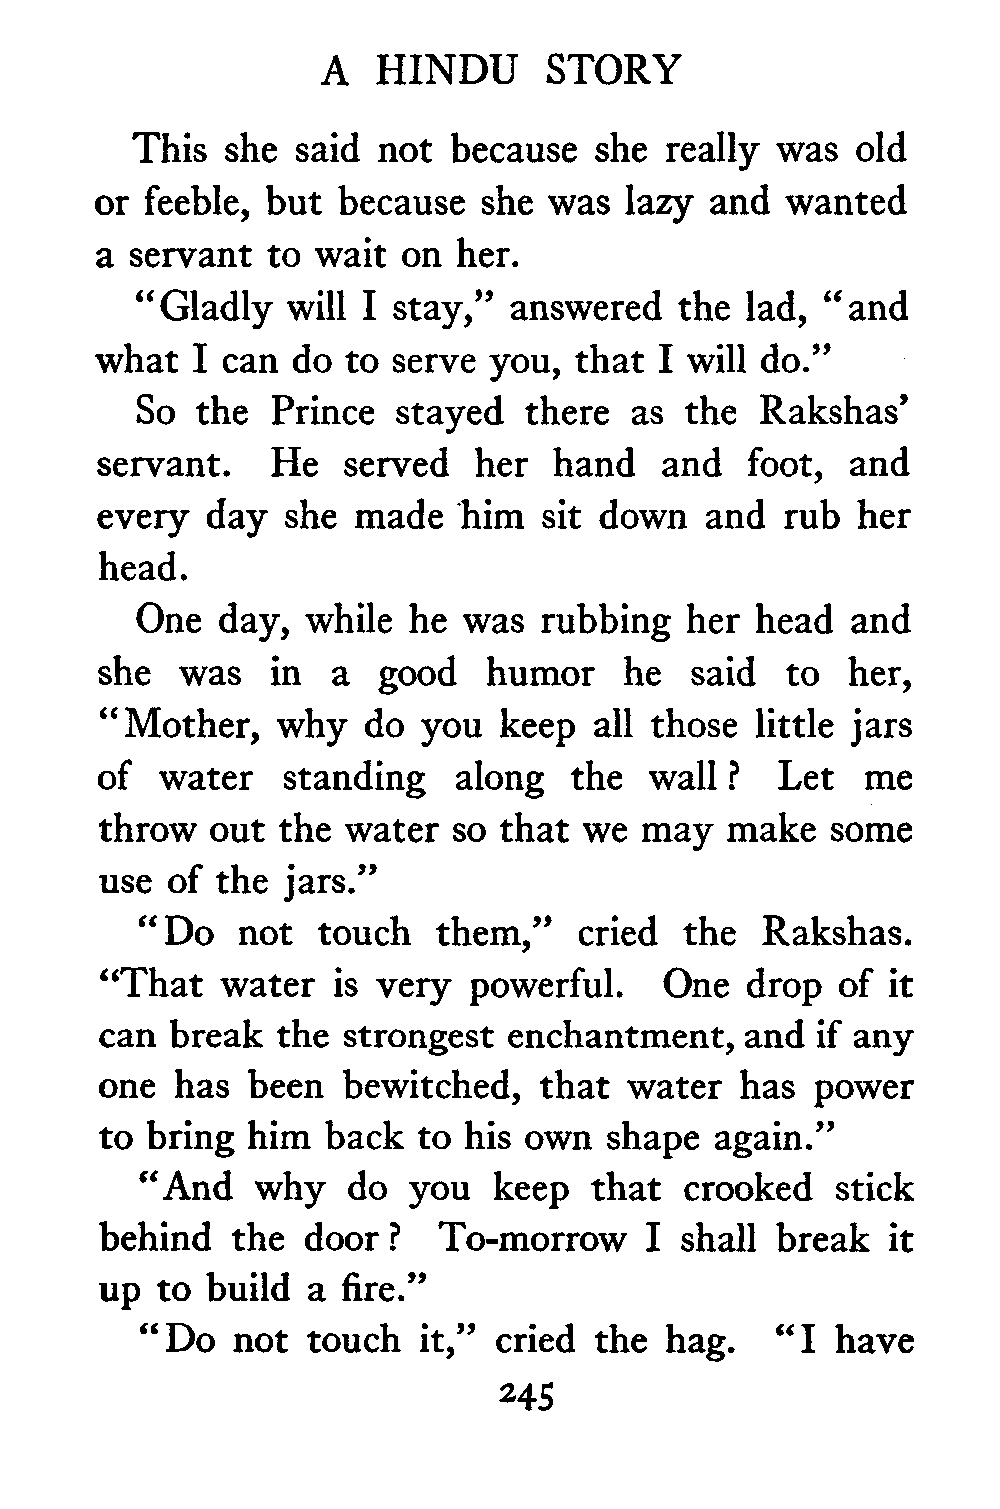 A HINDU STORY
This she said not because she really was old
or feeble, but because she was lazy and wanted
a servant to wait on her.
"Gladly will I stay," answered the lad, "and
what I can do to serve you, that I will do."
So the Prince stayed there as the Rakshas'
servant. He served her hand and foot, and
every day she made him sit down and rub her
head.
One day, while he was rubbing her head and
she was in a good humor he said to her,
"Mother, why do you keep all those little jars
of water standing along the wall? Let me
throw out the water so that we may make some
use of the jars."
"Do not touch them," cried the Rakshas.
"That water is very powerful. One drop of it
can break the strongest enchantment, and if any
one has been bewitched, that water has power
to bring him back to his own shape again."
"And why do you keep that crooked stick
behind the door? To-morrow I shall break it
up to build a fire."
"Do not touch it," cried the hag. "I have
245